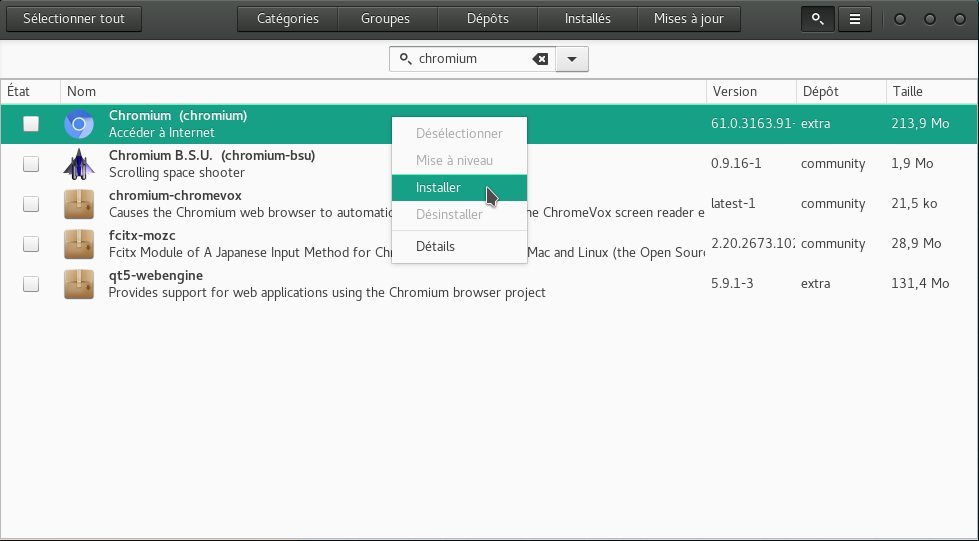 Sélectionner tout
Catégories
Groupes
Dépôts
Installés
Mises à jour
chromium
État
Nom
Version
Dépôt
Taille
Chromium (chromium)
Accéder à Internet
61.0.3163.91-
extra
213,9 Mo
Chromium B.S.U. (chromium-bsu)
Scrolling space shooter
0.9.16-1
community
1,9 Mo
chromium-chromevox
Causes the Chromium web browser to automatic
he ChromeVox screen reader e
latest-1
community
21,5 ko
fcitx-mozc
Fcitx Module of A Japanese Input Method for Chr
Mac and Linux (the Open Sourc
2.20.2673.102
community
28,9 Mo
qt5-webengine
Provides support for web applications using the Chromium browser project
5.9.1-3
extra
131,4 Mo
Désélectionner
Mise à niveau
Installer
Désinstaller
Détails